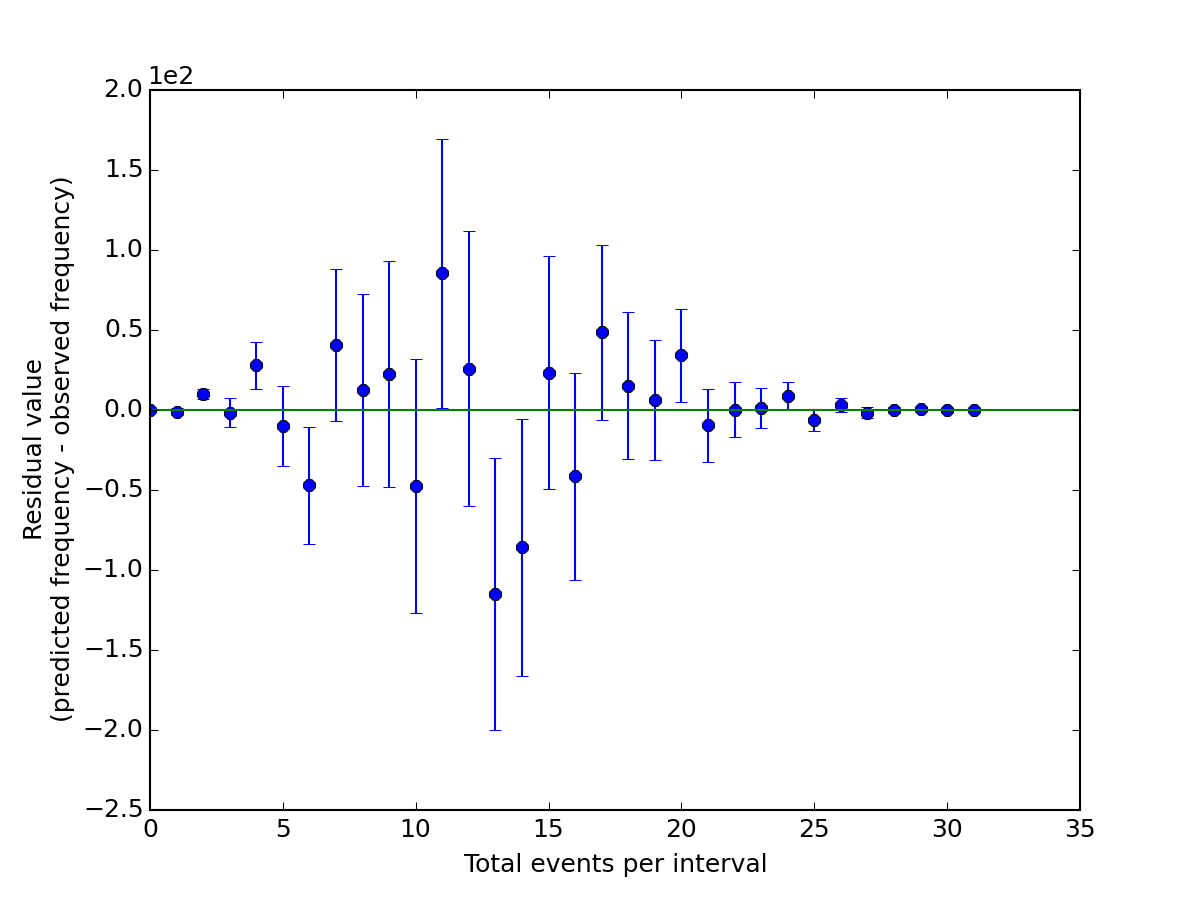 1e2
2.0
1.5
1.0
0.5
0.0
−0.5
−1.0
−1.5
−2.0
−2.5
0 5 10 15 20 25 30 35
Total events per interval
Residual value
(predicted frequency - observed frequency)